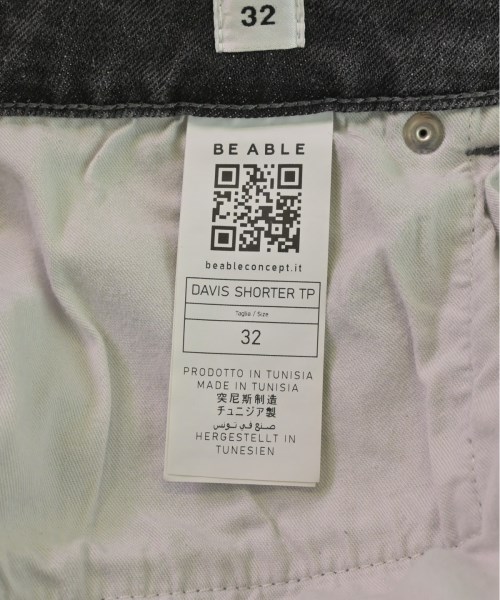 32
BE ABLE
beableconcept.it
DAVIS SHORTER TP
Taglia / Size
32
PRODOTTO IN TUNISIA
MADE IN TUNISIA
突尼斯制造
チュニジア製
صنع في تونس
HERGESTELLT IN
TUNESIEN